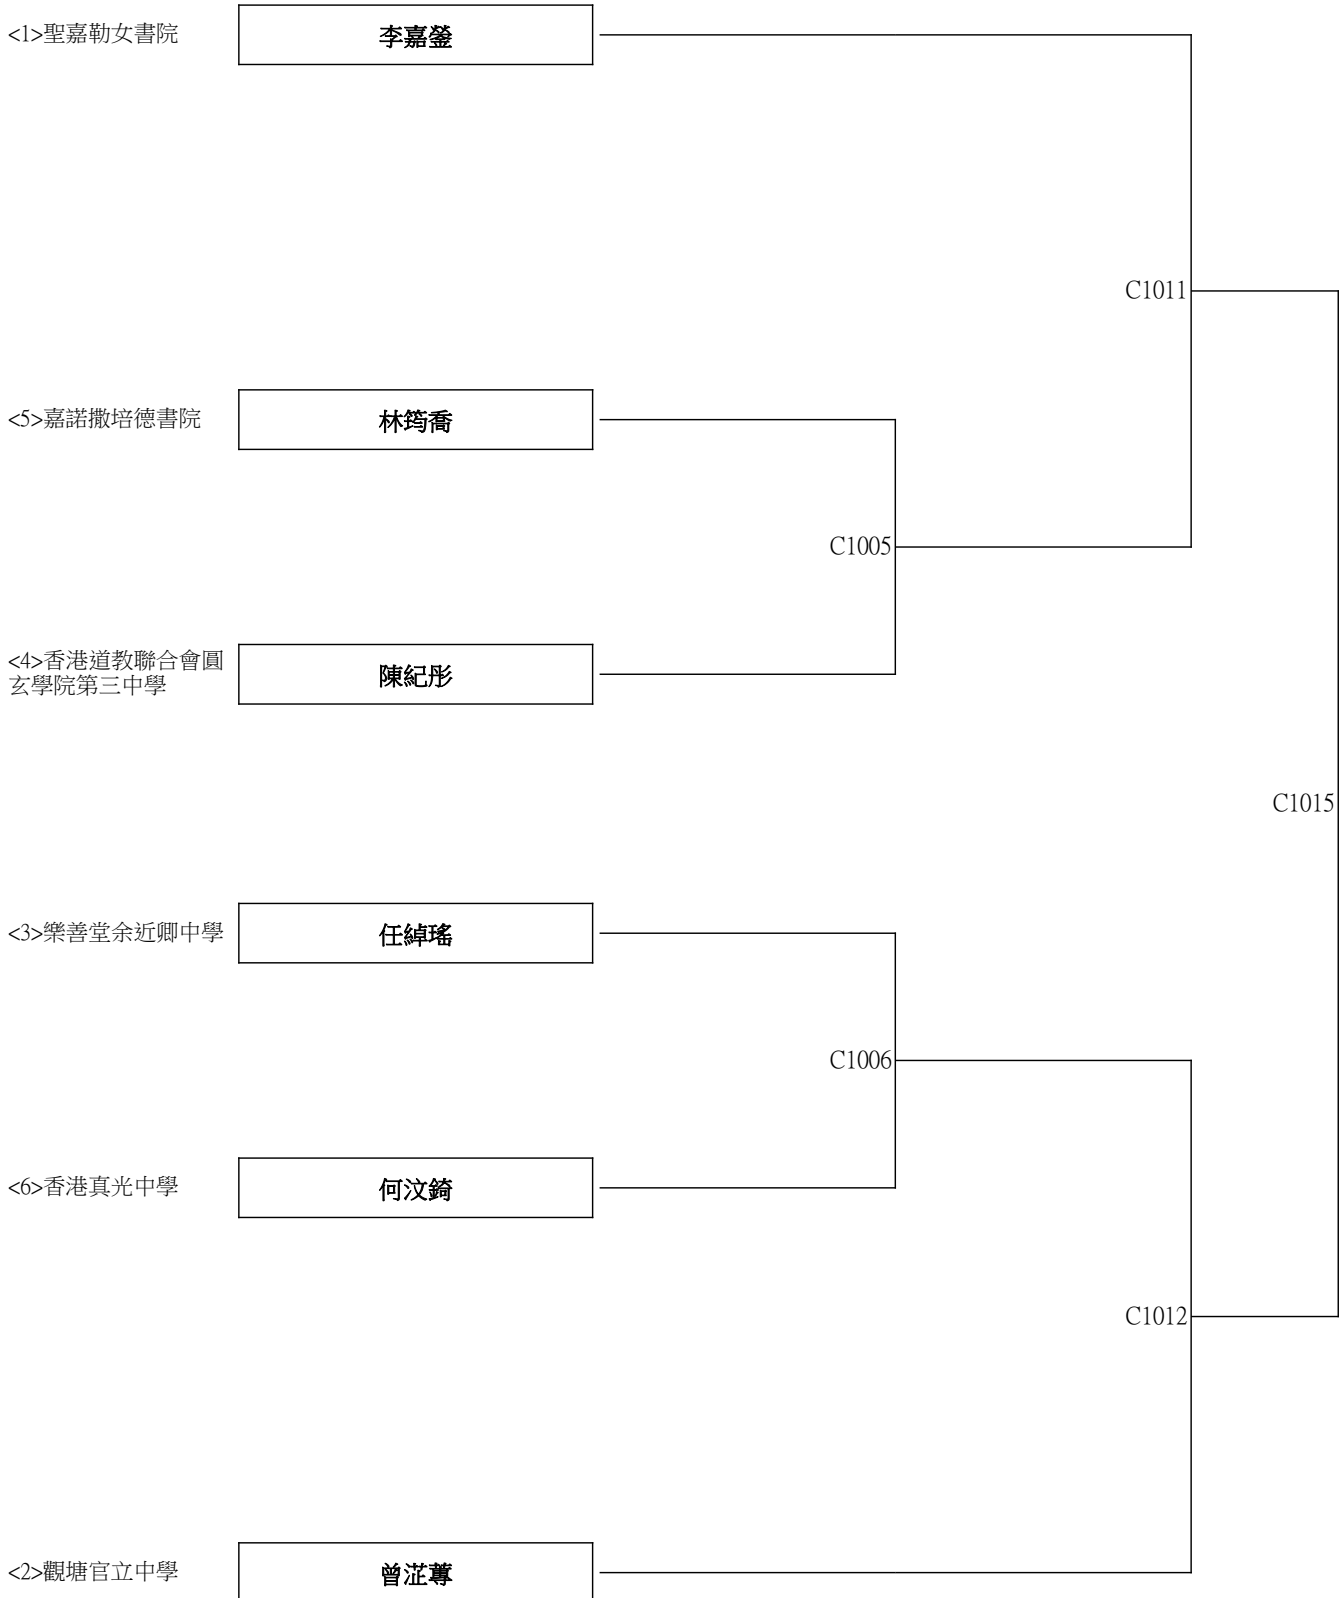 <1>聖嘉勒女書院
李嘉鎣
C1011
<5>嘉諾撒培德書院
林筠喬
C1005
<4>香港道教聯合會圓
玄學院第三中學
陳紀彤
C1015
<3>樂善堂余近卿中學
任綽瑤
C1006
<6>香港真光中學
何汶錡
C1012
<2>觀塘官立中學
曾淽蓴